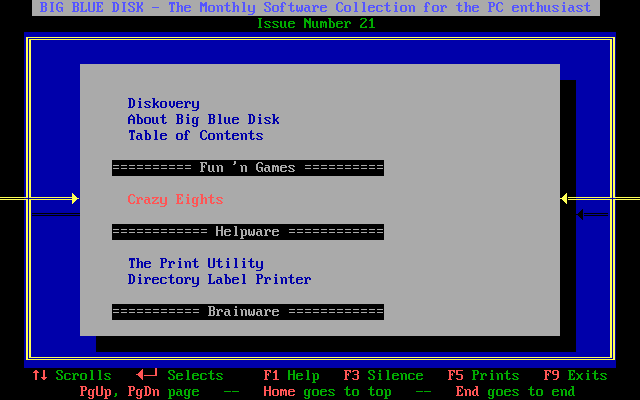 BIG BLUE DISK - The Monthly Software Collection for the PC enthusiast
Issue Number 21
Diskovery
About Big Blue Disk
Table of Contents
========== Fun 'n Games ==========
Crazy Eights
============ Helpware ============
The Print Utility
Directory Label Printer
=========== Brainware ===========
↑↓ Scrolls ◄─┘ Selects F1 Help F3 Silence F5 Prints F9 Exits
PgUp, PgDn page -- Home goes to top -- End goes to end